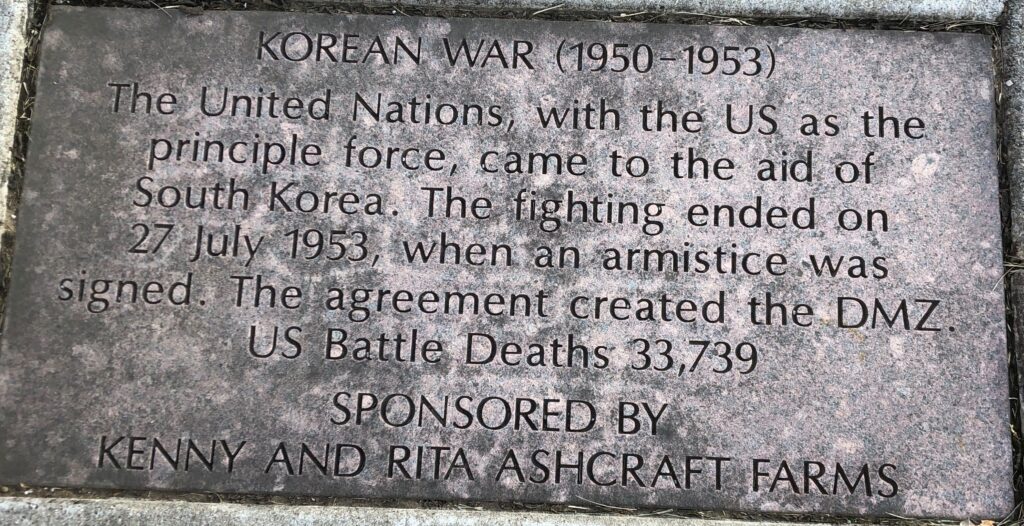 KOREAN WAR (1950-1953)
The United Nations, with the US as the
principle force, came to the aid of
South Korea. The fighting ended on
27 July 1953, when an armistice was
signed. The agreement created the DMZ.
US Battle Deaths 33,739
SPONSORED BY
KENNY AND RITA ASHCRAFT FARMS